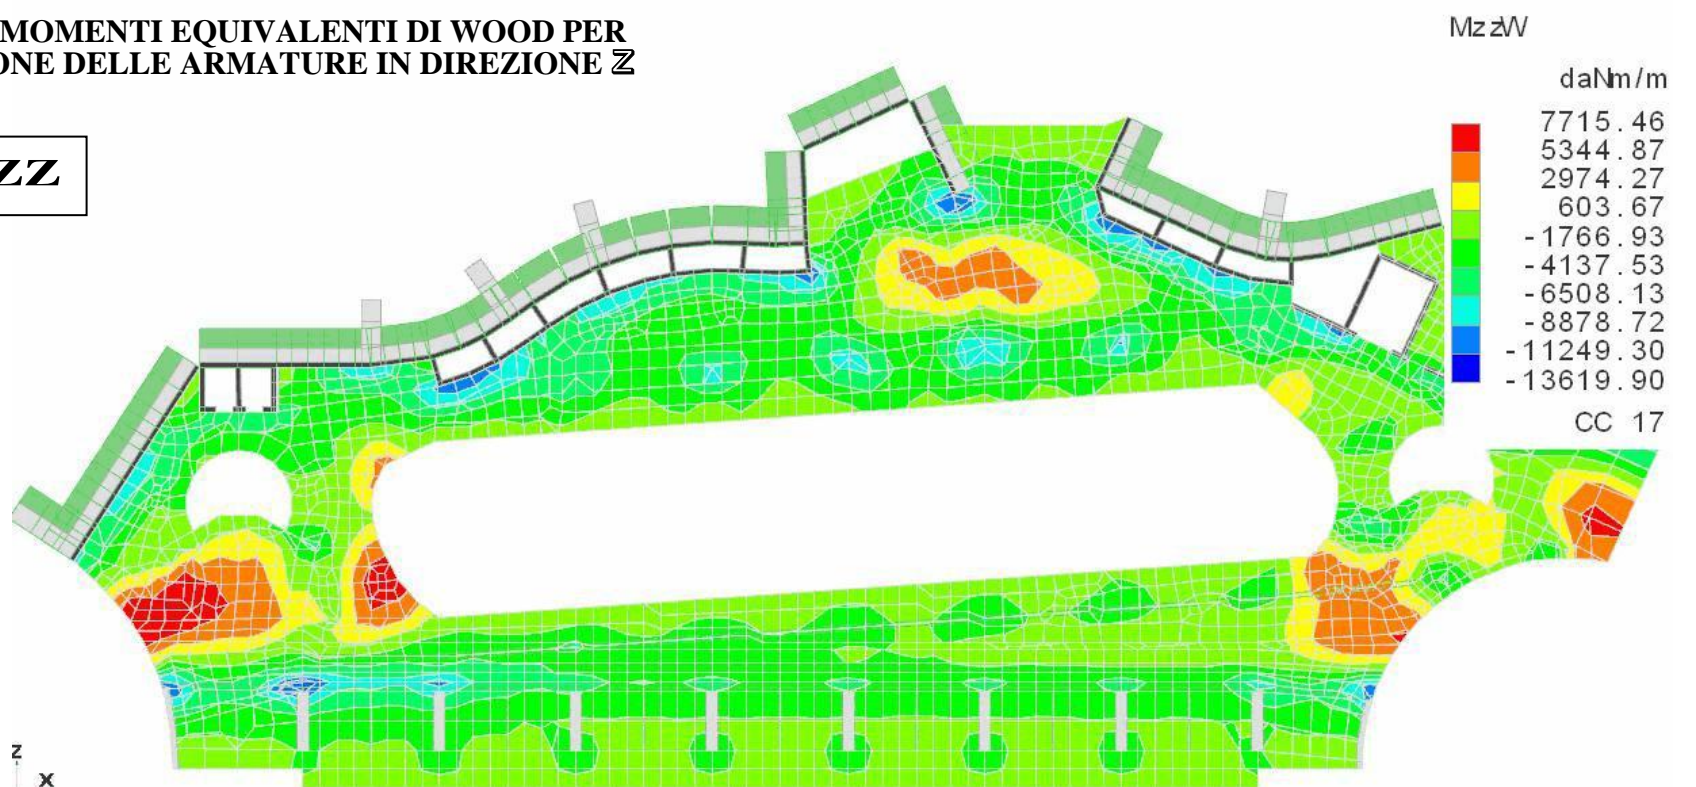 MOMENTI EQUIVALENTI DI WOOD PER
ONE DELLE ARMATURE IN DIREZIONE ℤ
ZZ
MzzW
daNm/m
7715.46
5344.87
2974.27
603.67
-1766.93
-4137.53
-6508.13
-8878.72
-11249.30
-13619.90
CC 17
z
x